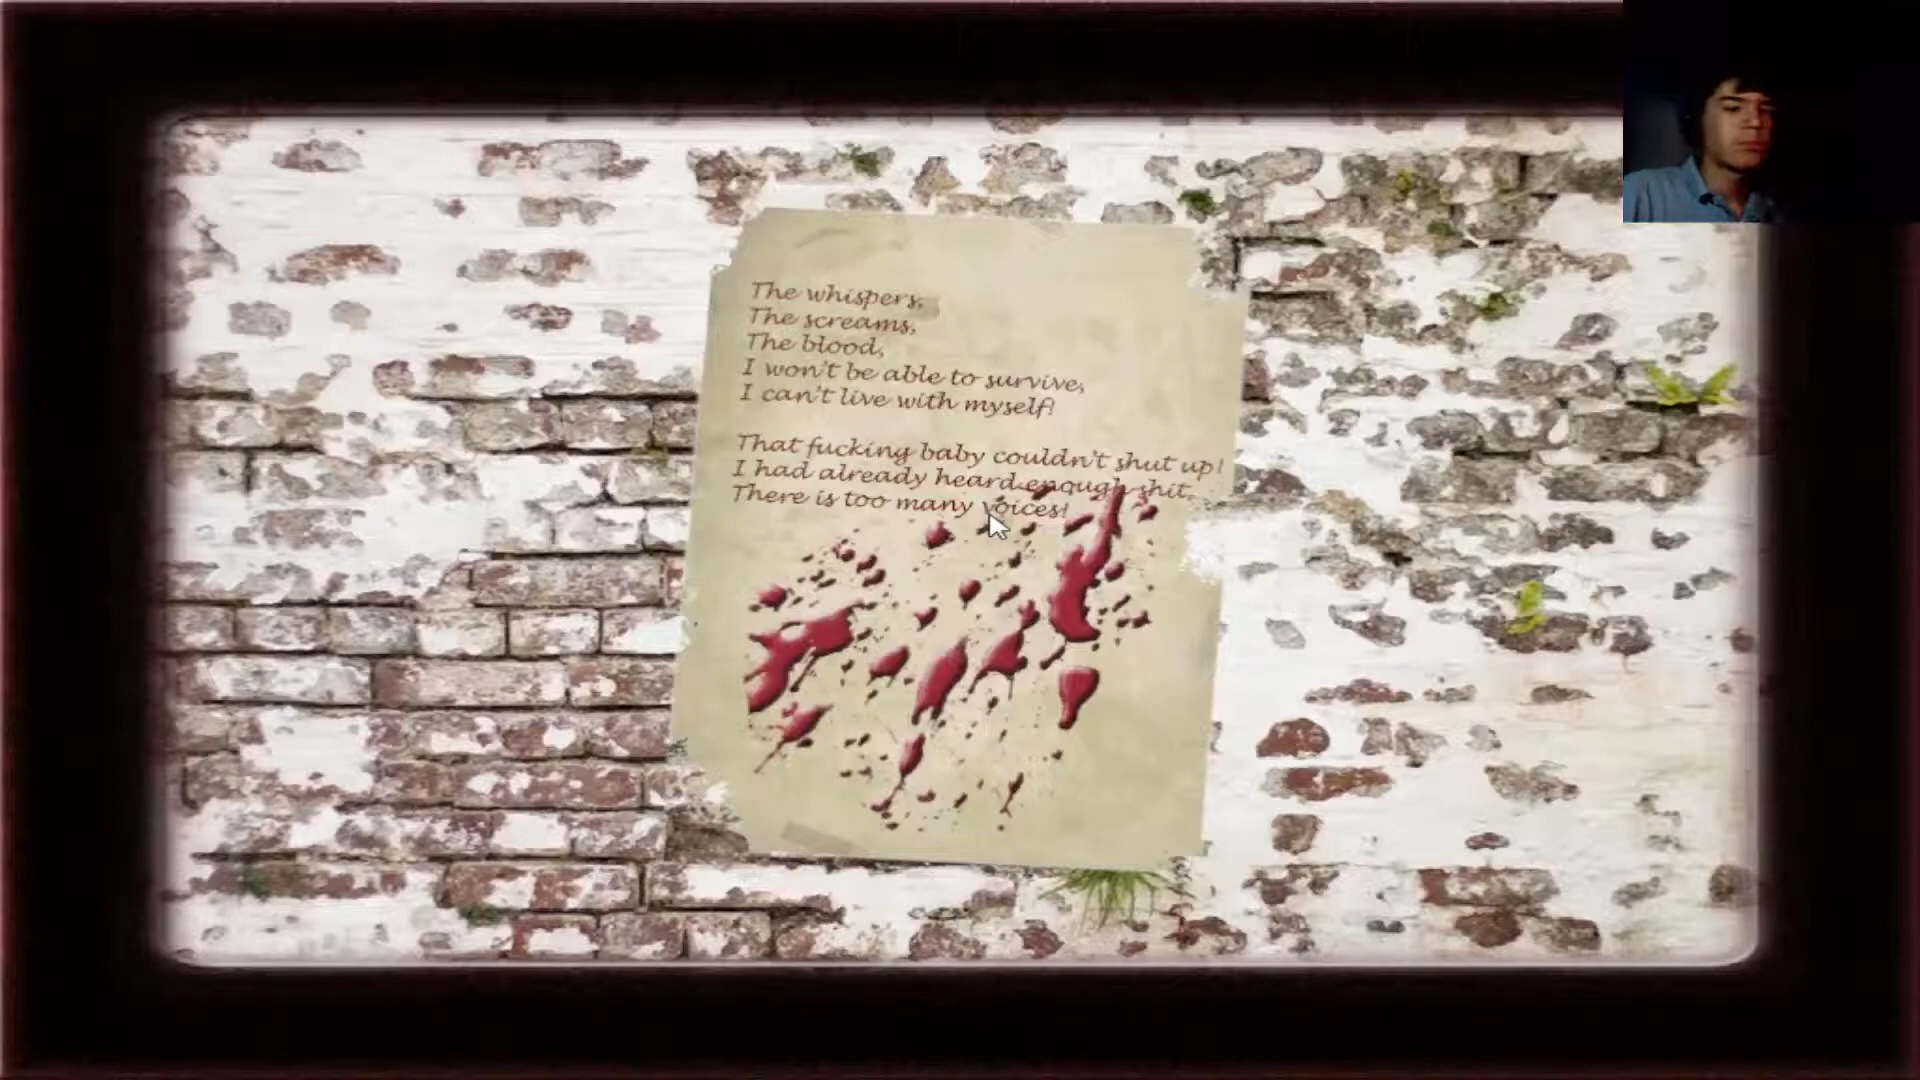 The whispers,
The screams,
The blood,
I won't be able to survive,
I can't live with myself!
That fucking baby couldn't shut up!
I had already heard enough shit,
There is too many voices!